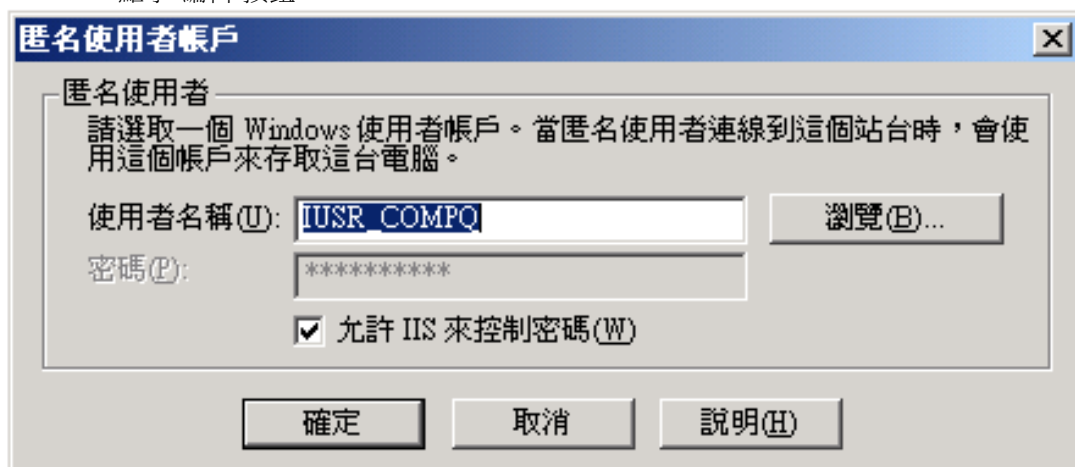 匿名使用者帳戶
匿名使用者
請選取一個 Windows 使用者帳戶。當匿名使用者連線到這個站台時，會使
用這個帳戶來存取這台電腦。
使用者名稱(U): IUSR_COMPQ 瀏覽(B)...
密碼(P): **********
允許 IIS 來控制密碼(W)
確定 取消 說明(H)